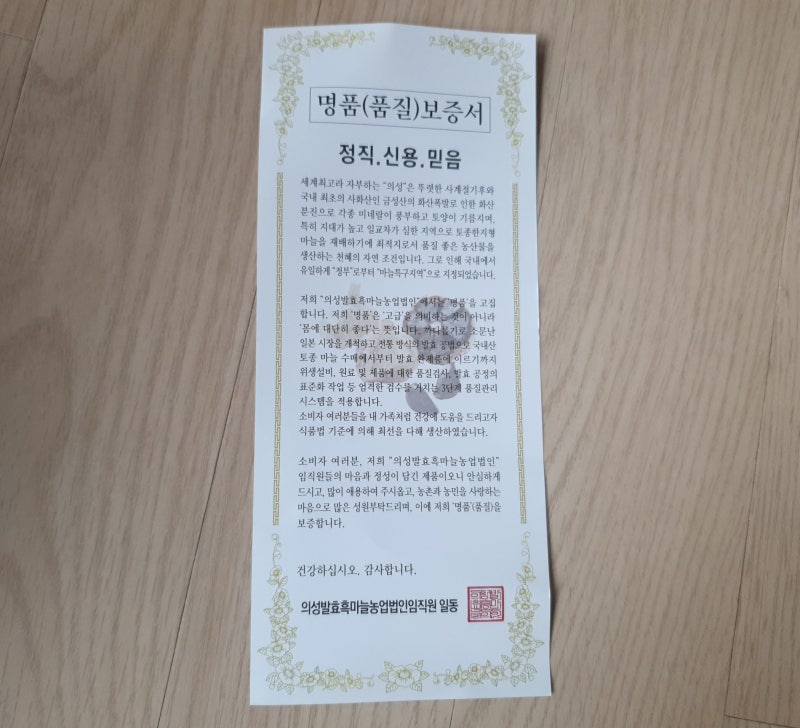 명품(품질)보증서
정직.신용.믿음
세계최고라 자부하는 "의성"은 뚜렷한 사계절기후와
국내 최초의 사화산인 금성산의 화산폭발로 인한 화산
분진으로 각종 미네랄이 풍부하고 토양이 기름지며,
특히 지대가 높고 일교차가 심한 지역으로 토종한지형
마늘을 재배하기에 최적지로서 품질 좋은 농산물을
생산하는 천혜의 자연 조건입니다. 그로 인해 국내에서
유일하게 "정부"로부터 "마늘특구지역"으로 지정되었습니다.
저희 "의성발효흑마늘농업법인"에서는 '명품'을 고집
합니다. 저희 '명품'은 '고급'을 의미하는 것이 아니라
'몸에 대단히 좋다'는 뜻입니다. 까다롭기로 소문난
일본 시장을 개척하고 전통 방식의 발효 공법으로 국내산
토종 마늘 수매에서부터 발효 완제품에 이르기까지
위생설비, 원료 및 제품에 대한 품질검사, 발효 공정의
표준화 작업 등 엄격한 검수를 거치는 3단계 품질관리
시스템을 적용합니다.
소비자 여러분들을 내 가족처럼 건강에 도움을 드리고자
식품법 기준에 의해 최선을 다해 생산하였습니다.
소비자 여러분, 저희 "의성발효흑마늘농업법인"
임직원들의 마음과 정성이 담긴 제품이오니 안심하게
드시고, 많이 애용하여 주시옵고, 농촌과 농민을 사랑하는
마음으로 많은 성원부탁드리며, 이에 저희 '명품'(품질)을
보증합니다.
건강하십시오. 감사합니다.
의성발효흑마늘농업법인임직원 일동